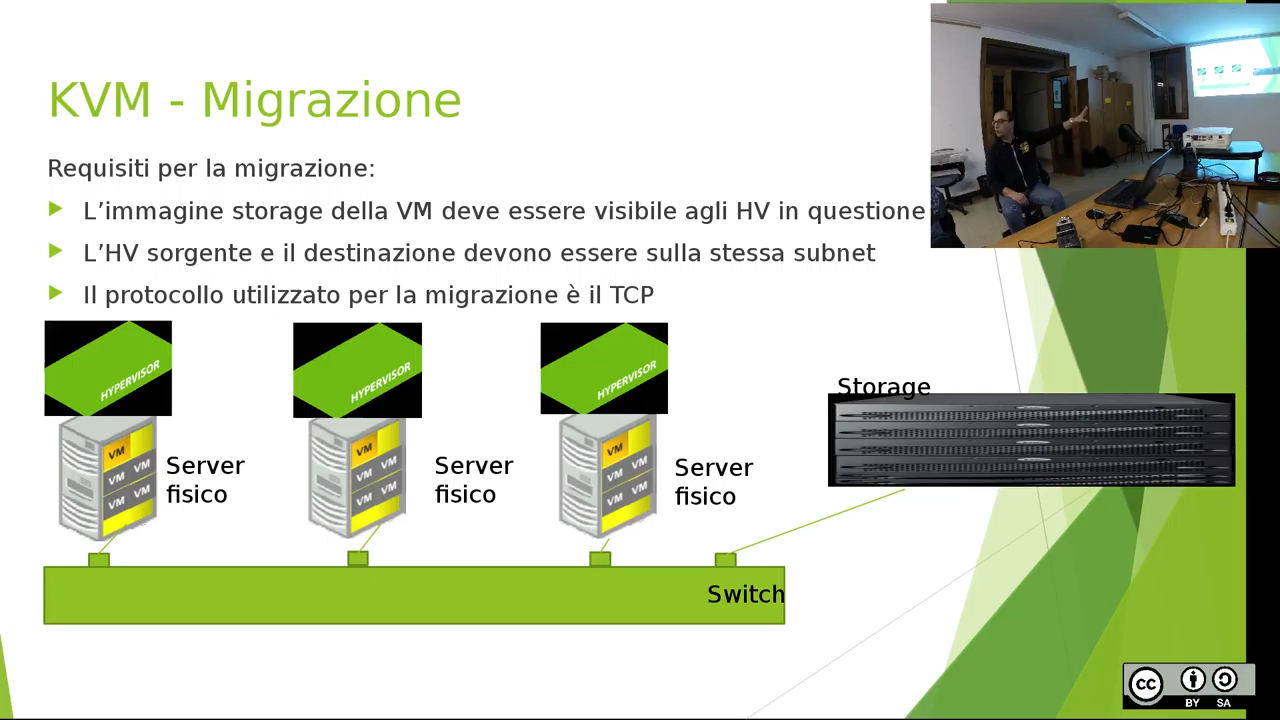 KVM - Migrazione
Requisiti per la migrazione:
L’immagine storage della VM deve essere visibile agli HV in questione
L’HV sorgente e il destinazione devono essere sulla stessa subnet
Il protocollo utilizzato per la migrazione è il TCP
HYPERVISOR
HYPERVISOR
HYPERVISOR
Storage
VM
VM VM
VM VM
Server
fisico
VM
VM VM
VM VM
Server
fisico
VM
VM VM
VM VM
Server
fisico
Switch
cc
BY SA